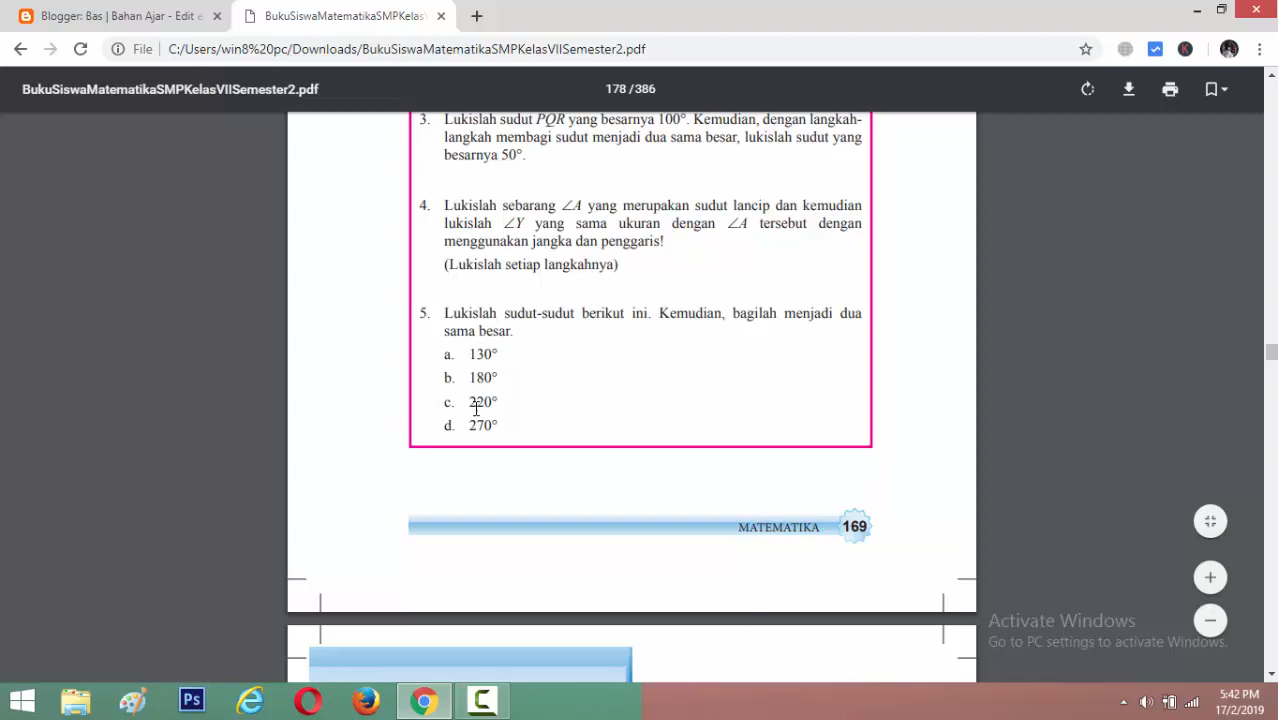 Blogger: Bas | Bahan Ajar - Edit e
BukuSiswaMatematikaSMPKelasVI
File
C:/Users/win8%20pc/Downloads/BukuSiswaMatematikaSMPKelasVIISemester2.pdf
BukuSiswaMatematikaSMPKelasVIISemester2.pdf
178 / 386
3. Lukislah sudut PQR yang besarnya 100°. Kemudian, dengan langkah-
langkah membagi sudut menjadi dua sama besar, lukislah sudut yang
besarnya 50°.
4. Lukislah sebarang ∠A yang merupakan sudut lancip dan kemudian
lukislah ∠Y yang sama ukuran dengan ∠A tersebut dengan
menggunakan jangka dan penggaris!
(Lukislah setiap langkahnya)
5. Lukislah sudut-sudut berikut ini. Kemudian, bagilah menjadi dua
sama besar.
a. 130°
b. 180°
c. 220°
d. 270°
MATEMATIKA 169
Activate Windows
Go to PC settings to activate Windows.
K
Ps
5:42 PM
17/2/2019